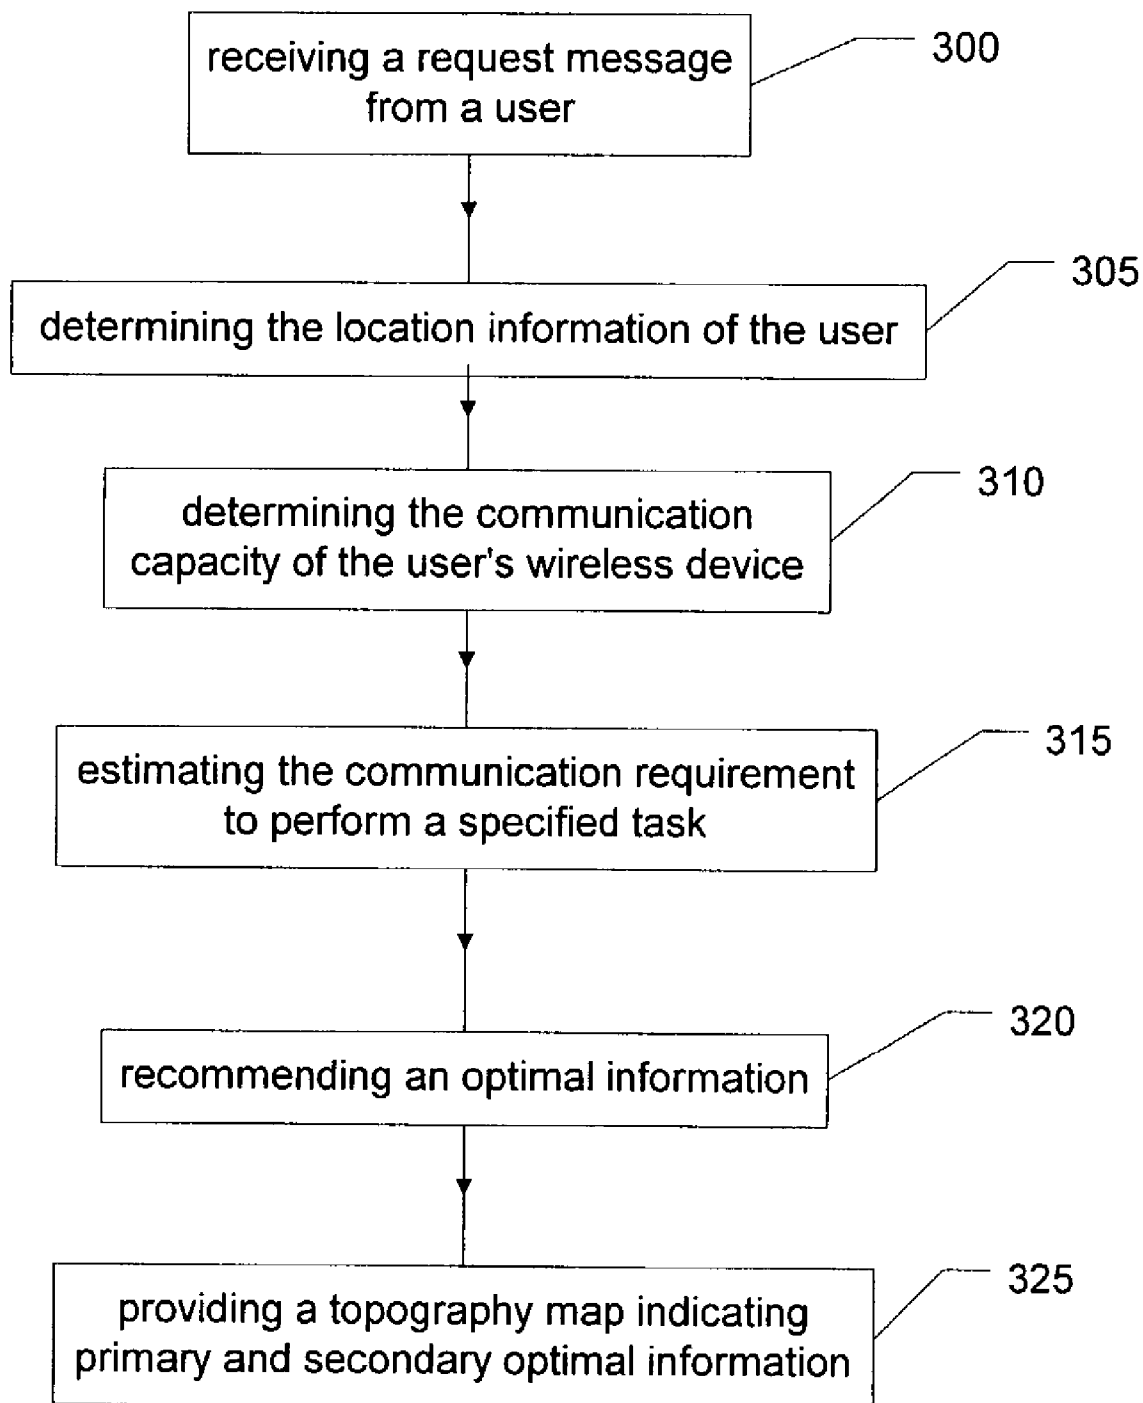 receiving a request message
from a user
300
determining the location information of the user
305
determining the communication
capacity of the user's wireless device
310
estimating the communication requirement
to perform a specified task
315
recommending an optimal information
320
providing a topography map indicating
primary and secondary optimal information
325